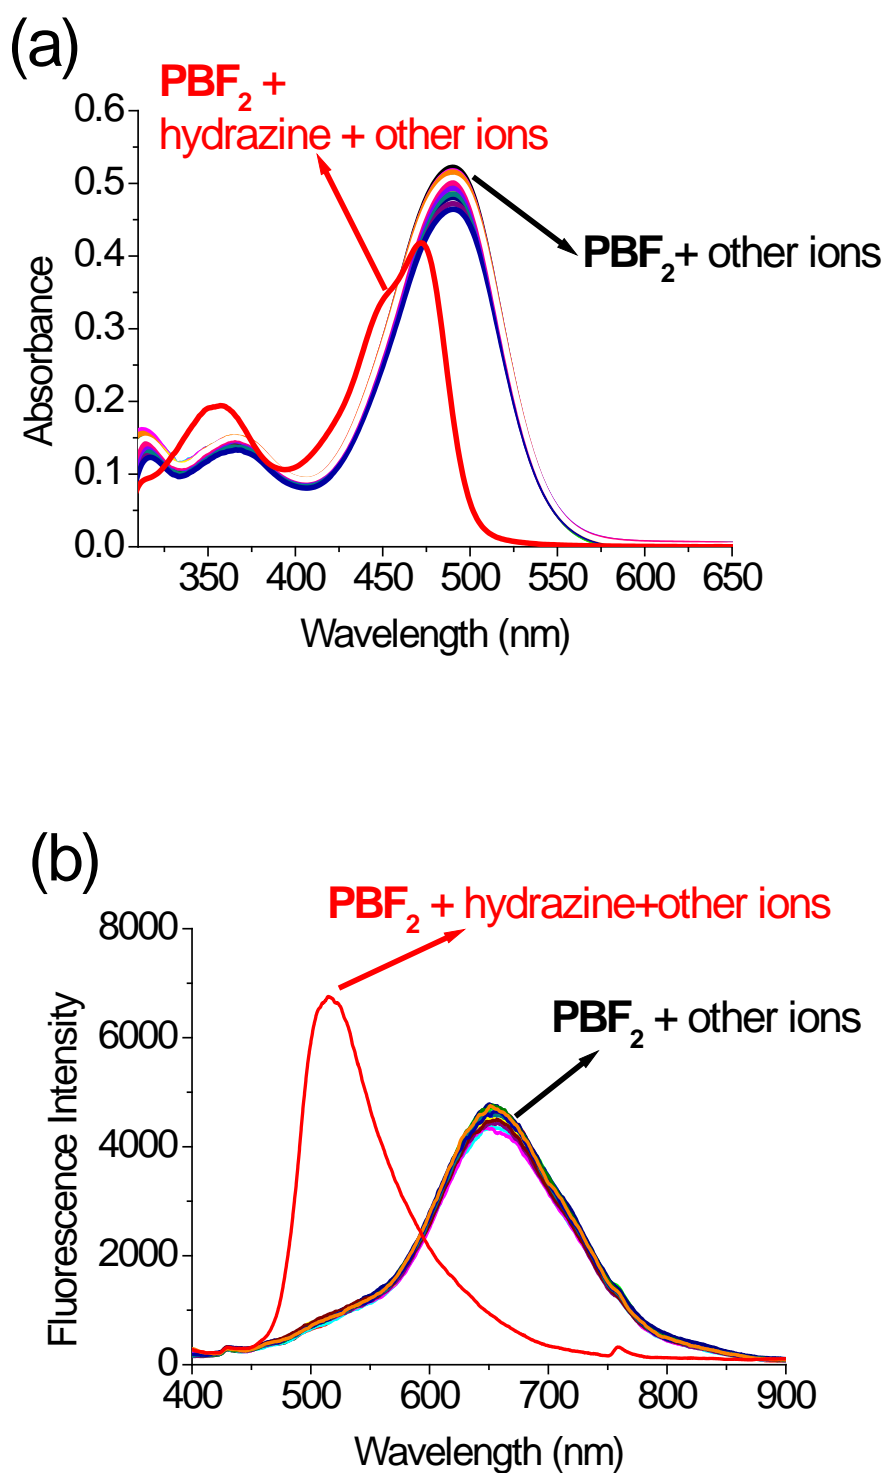 (a)
PBF₂ +
hydrazine + other ions
PBF₂+ other ions
0.6
0.5
0.4
0.3
0.2
0.1
0.0
Absorbance
350 400 450 500 550 600 650
Wavelength (nm)
(b)
PBF₂ + hydrazine+other ions
PBF₂ + other ions
8000
6000
4000
2000
0
Fluorescence Intensity
400 500 600 700 800 900
Wavelength (nm)